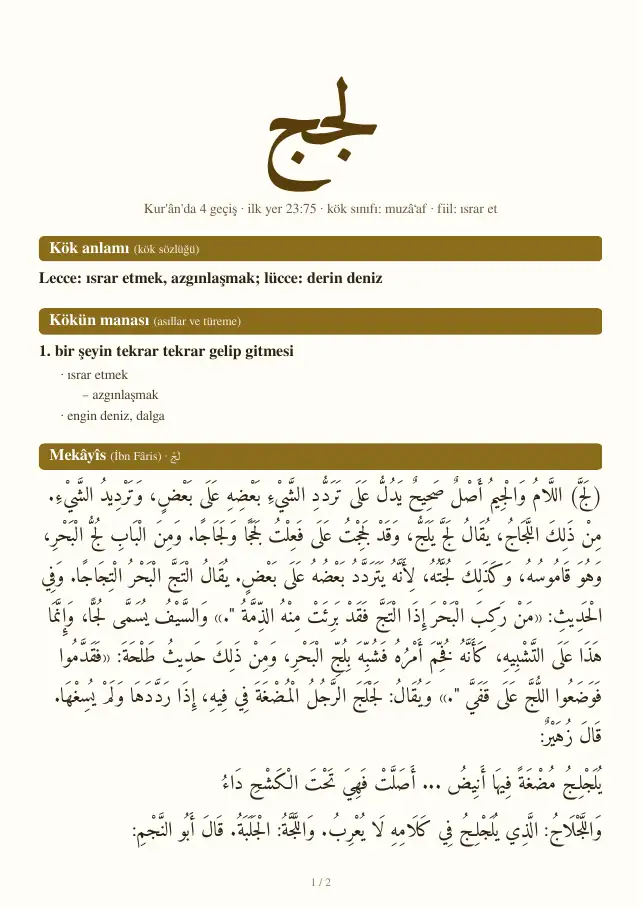 لجج
Kur'ân'da 4 geçiş · ilk yer 23:75 · kök sınıfı: muzâʻaf · fiil: ısrar et
Kök anlamı (kök sözlüğü)
Lecce: ısrar etmek, azgınlaşmak; lücce: derin deniz
Kökün manası (asıllar ve türeme)
1. bir şeyin tekrar tekrar gelip gitmesi
· ısrar etmek
– azgınlaşmak
· engin deniz, dalga
Mekâyîs (İbn Fâris) · لجّ
(لَجَّ) اللَّامُ وَالْجِيمُ أَصْلٌ صَحِيحٌ يَدُلُّ عَلَى تَرَدُّدِ الشَّيْءِ بَعْضِهِ عَلَى بَعْضٍ، وَتَرْدِيدُ الشَّيْءِ.
مِنْ ذَلِكَ اللَّجَاجُ، يُقَالُ لَجَّ يَلَجُّ، وَقَدْ لَجِجْتُ عَلَى فَعِلْتُ لَجَجًا وَلَجَاجًا. وَمِنَ الْبَابِ لُجُّ الْبَحْرِ،
وَهُوَ قَامُوسُهُ، وَكَذَلِكَ لُجَّتُهُ، لِأَنَّهُ يَتَرَدَّدُ بَعْضُهُ عَلَى بَعْضٍ. يُقَالُ الْتَجَّ الْبَحْرُ الْتِجَاجًا. وَفِي
الْحَدِيثِ: «مَنْ رَكِبَ الْبَحْرَ إِذَا الْتَجَّ فَقَدْ بَرِئَتْ مِنْهُ الذِّمَّةُ ".» وَالسَّيْفُ يُسَمَّى لُجًّا، وَإِنَّمَا
هَذَا عَلَى التَّشْبِيهِ، كَأَنَّهُ فُخِّمَ أَمْرُهُ فَشُبِّهَ بِلُجِّ الْبَحْرِ، وَمِنْ ذَلِكَ حَدِيثُ طَلْحَةَ: «فَقَدَّمُوا
فَوَضَعُوا اللُّجَّ عَلَى قَفَيَّ ".» وَيُقَالُ: لَجْلَجَ الرَّجُلُ الْمُضْغَةَ فِي فِيهِ، إِذَا رَدَّدَهَا وَلَمْ يُسِغْهَا.
قَالَ زُهَيْرٌ:
يُلَجْلِجُ مُضْغَةً فِيهَا أَنِيضُ ... أَصَلَّتْ فَهِيَ تَحْتَ الْكَشْحِ دَاءُ
وَاللَّجْلَاجُ: الَّذِي يُلَجْلِجُ فِي كَلَامِهِ لَا يُعْرِبُ. وَاللَّجَّةُ: الْجَلَبَةُ. قَالَ أَبُو النَّجْمِ:
1 / 2